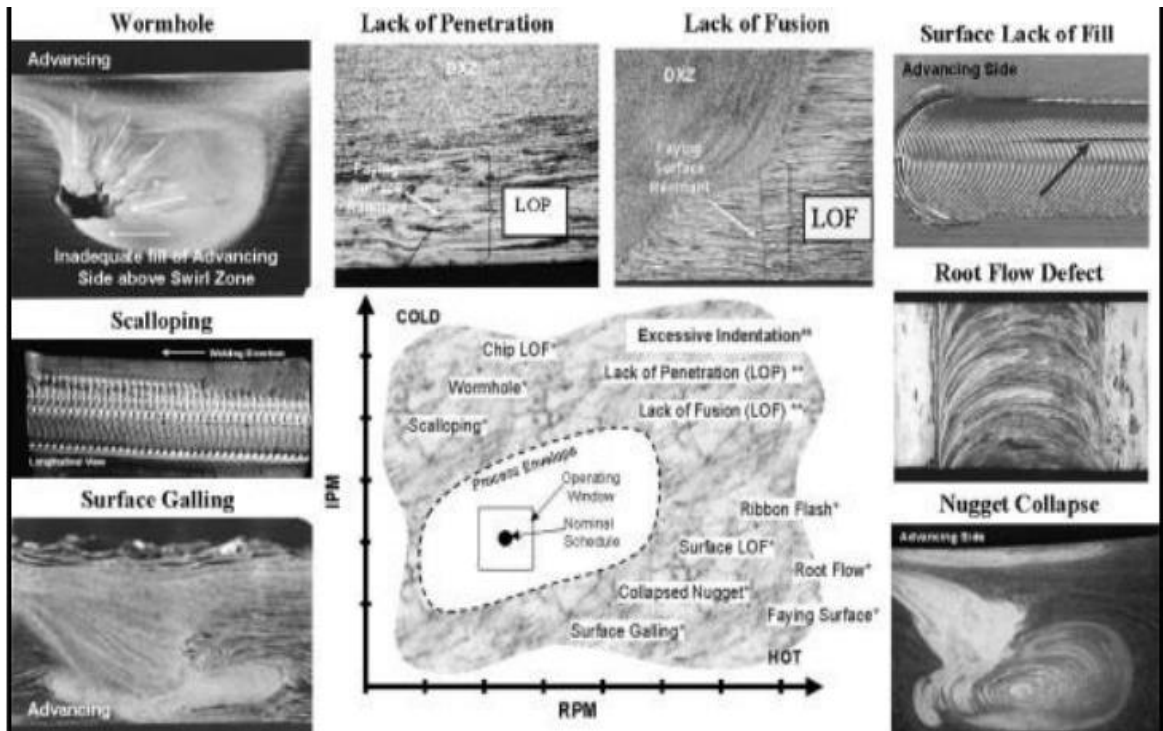 Wormhole
Advancing
Inadequate fill of Advancing
Side above Swirl Zone
Lack of Penetration
DXZ
Faying
Surface
LOP
Lack of Fusion
DXZ
Faying
Surface
Remnant
LOF
Surface Lack of Fill
Advancing Side
Scalloping
Welding Direction
Longitudinal View
Root Flow Defect
Surface Galling
Advancing
Nugget Collapse
Advancing Side
COLD
Chip LOF*
Wormhole*
Scalloping*
Excessive Indentation**
Lack of Penetration (LOP) **
Lack of Fusion (LOF) **
Process Envelope
Operating
Window
Nominal
Schedule
Ribbon Flash*
Surface LOF*
Root Flow*
Collapsed Nugget*
Faying Surface*
Surface Galling*
HOT
IPM
RPM